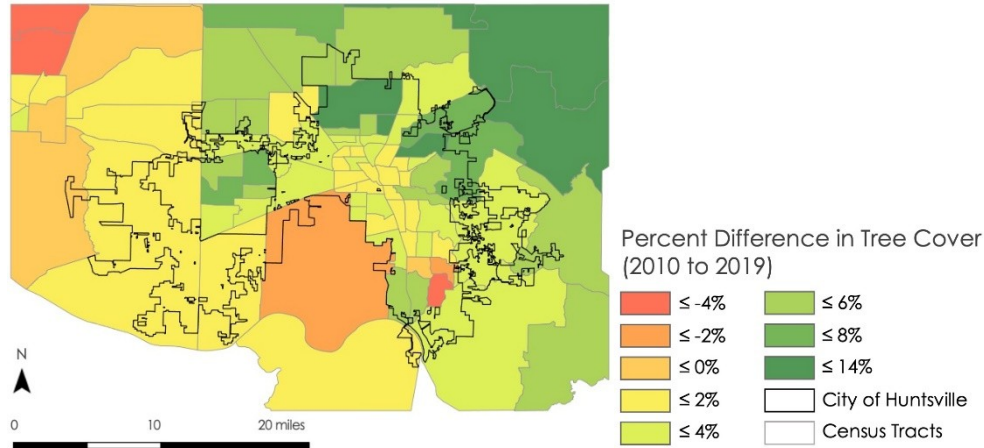 Percent Difference in Tree Cover
(2010 to 2019)
≤ -4%
≤ -2%
≤ 0%
≤ 2%
≤ 4%
≤ 6%
≤ 8%
≤ 14%
City of Huntsville
Census Tracts
N
0 10 20 miles